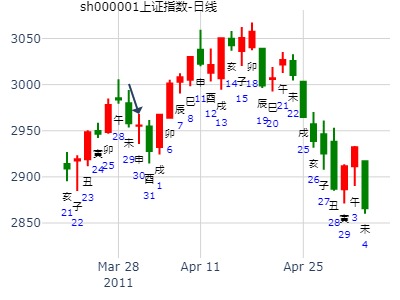 sh000001上证指数-日线
3050
3000
2950
2900
2850
亥
21
子
22
丑
23
寅
24
卯
25
午
28
未
29
申
30
酉
31
戌
1
卯
6
辰
7
巳
8
申
11
酉
12
戌
13
亥
14
子
15
卯
18
辰
19
巳
20
午
21
未
22
戌
25
亥
26
子
27
丑
28
寅
29
午
3
未
4
Mar 28
2011
Apr 11
Apr 25